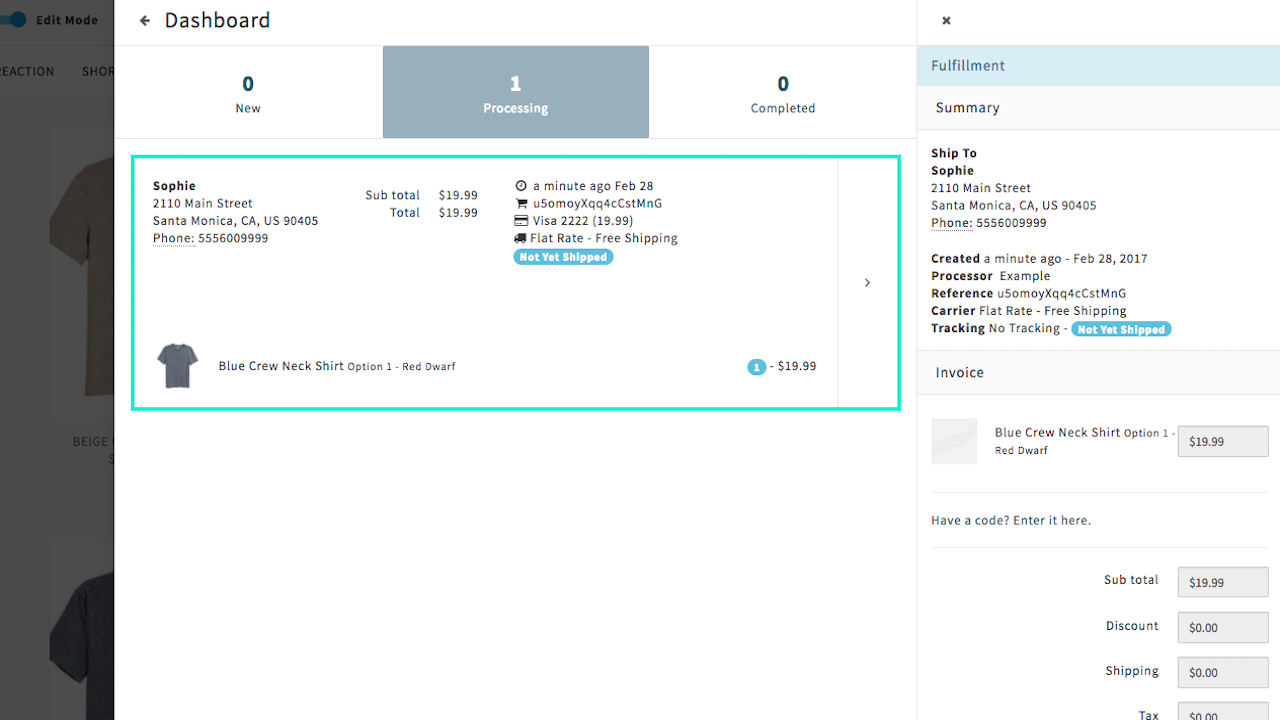 Edit Mode
REACTION SHOR
BEIGE
Dashboard
0
New
1
Processing
0
Completed
Sophie
2110 Main Street
Santa Monica, CA, US 90405
Phone: 5556009999
Sub total $19.99
Total $19.99
a minute ago Feb 28
u5omoyXqq4cCstMnG
Visa 2222 (19.99)
Flat Rate - Free Shipping
Not Yet Shipped
Blue Crew Neck Shirt Option 1 - Red Dwarf
1 - $19.99
Fulfillment
Summary
Ship To
Sophie
2110 Main Street
Santa Monica, CA, US 90405
Phone: 5556009999
Created a minute ago - Feb 28, 2017
Processor Example
Reference u5omoyXqq4cCstMnG
Carrier Flat Rate - Free Shipping
Tracking No Tracking - Not Yet Shipped
Invoice
Blue Crew Neck Shirt Option 1 -
Red Dwarf
$19.99
Have a code? Enter it here.
Sub total $19.99
Discount $0.00
Shipping $0.00
Tax $0.00